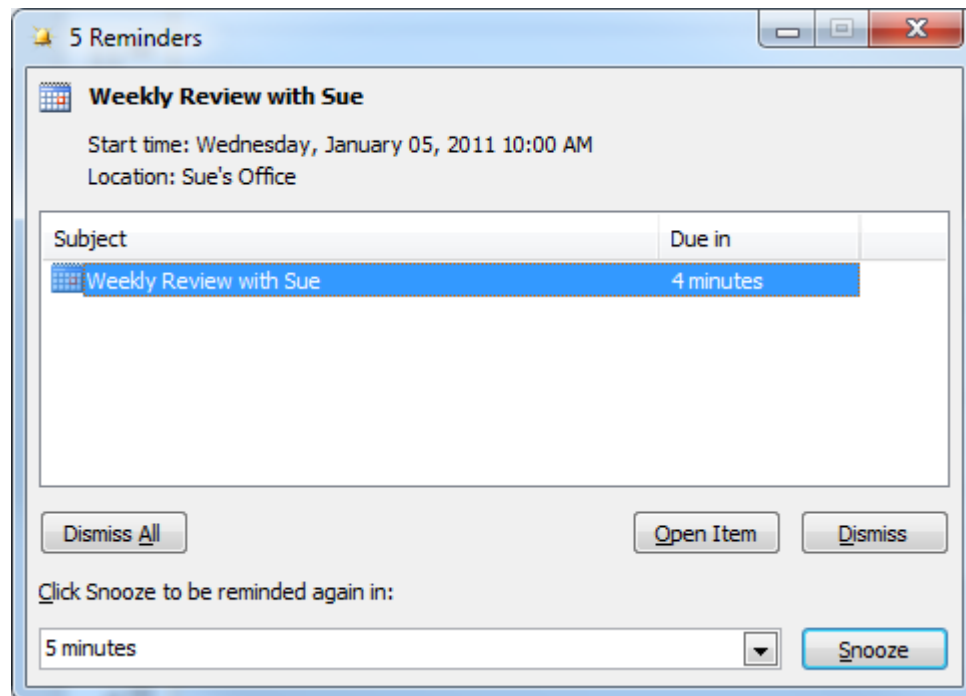 5 Reminders
Weekly Review with Sue
Start time: Wednesday, January 05, 2011 10:00 AM
Location: Sue's Office
Subject Due in
Weekly Review with Sue 4 minutes
Dismiss All Open Item Dismiss
Click Snooze to be reminded again in:
5 minutes Snooze